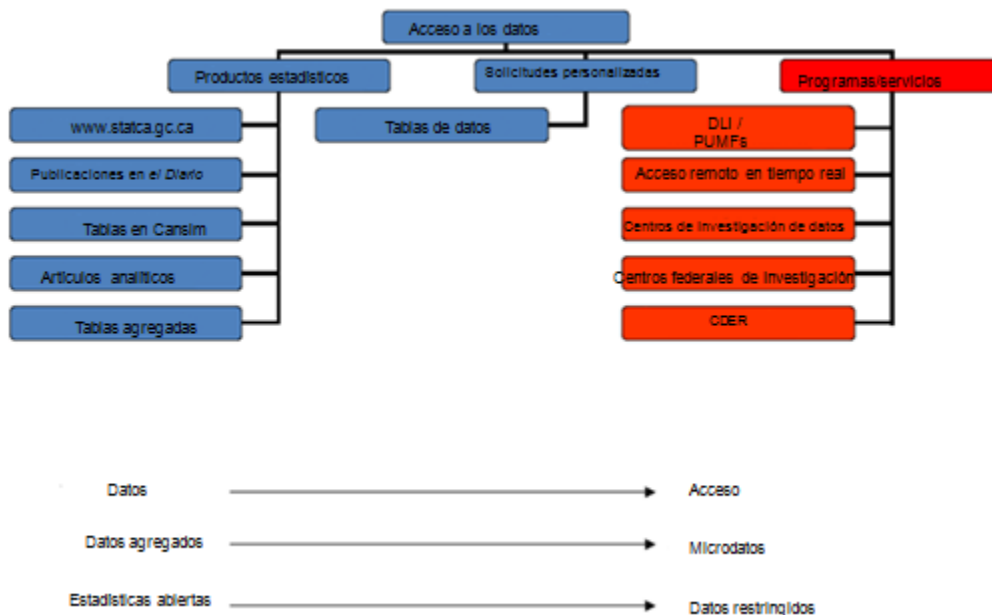 Acceso a los datos
Productos estadísticos
Solicitudes personalizadas
Programas/servicios
www.statca.gc.ca
Publicaciones en el Diario
Tablas en Cansim
Artículos analíticos
Tablas agregadas
Tablas de datos
DLI /
PUMFs
Acceso remoto en tiempo real
Centros de investigación de datos
Centros federales de investigación
CDER
Datos
Acceso
Datos agregados
Microdatos
Estadísticas abiertas
Datos restringidos